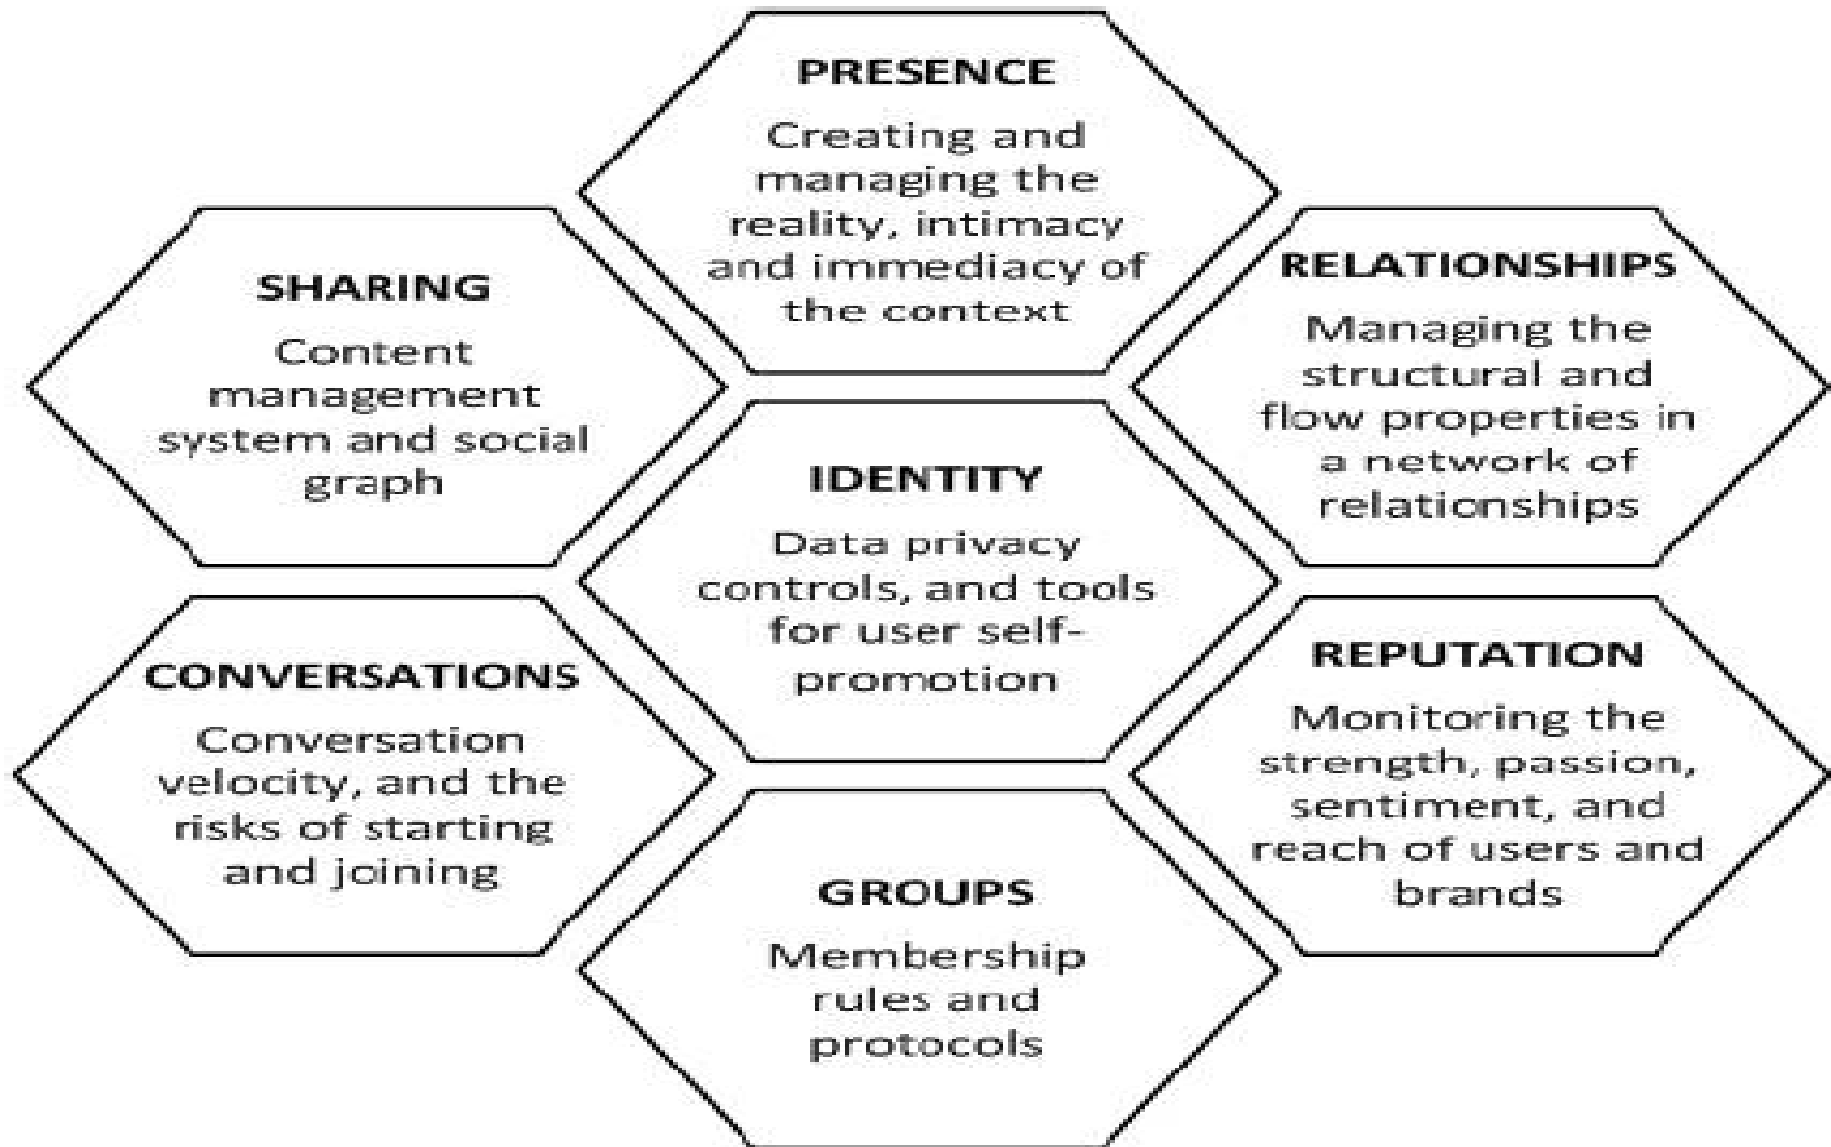 PRESENCE
Creating and
managing the
reality, intimacy
and immediacy of
the context
SHARING
Content
management
system and social
graph
RELATIONSHIPS
Managing the
structural and
flow properties in
a network of
relationships
IDENTITY
Data privacy
controls, and tools
for user self-
promotion
CONVERSATIONS
Conversation
velocity, and the
risks of starting
and joining
REPUTATION
Monitoring the
strength, passion,
sentiment, and
reach of users and
brands
GROUPS
Membership
rules and
protocols